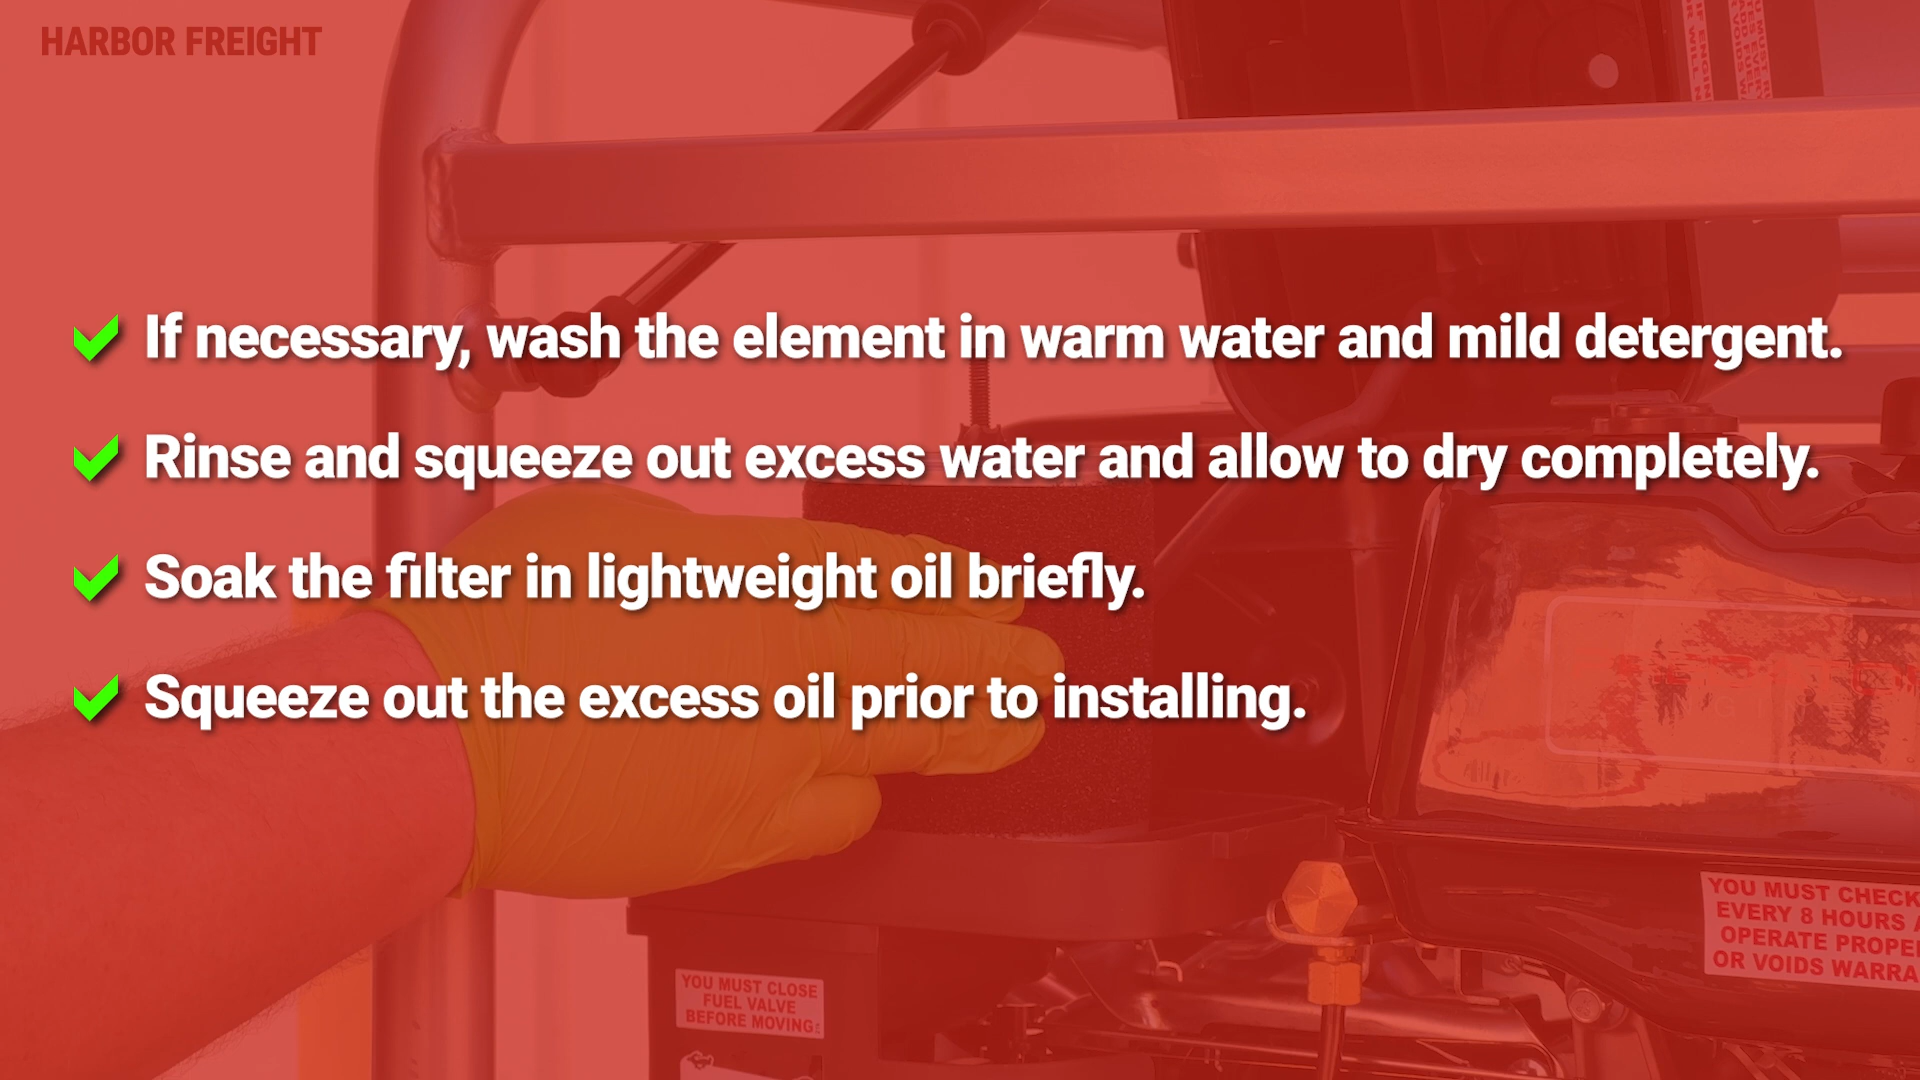 HARBOR FREIGHT
If necessary, wash the element in warm water and mild detergent.
Rinse and squeeze out excess water and allow to dry completely.
Soak the filter in lightweight oil briefly.
Squeeze out the excess oil prior to installing.
YOU MUST CHECK
EVERY 8 HOURS
OPERATE
OR VOIDS
YOU MUST CLOSE
FUEL VALVE
BEFORE MOVING